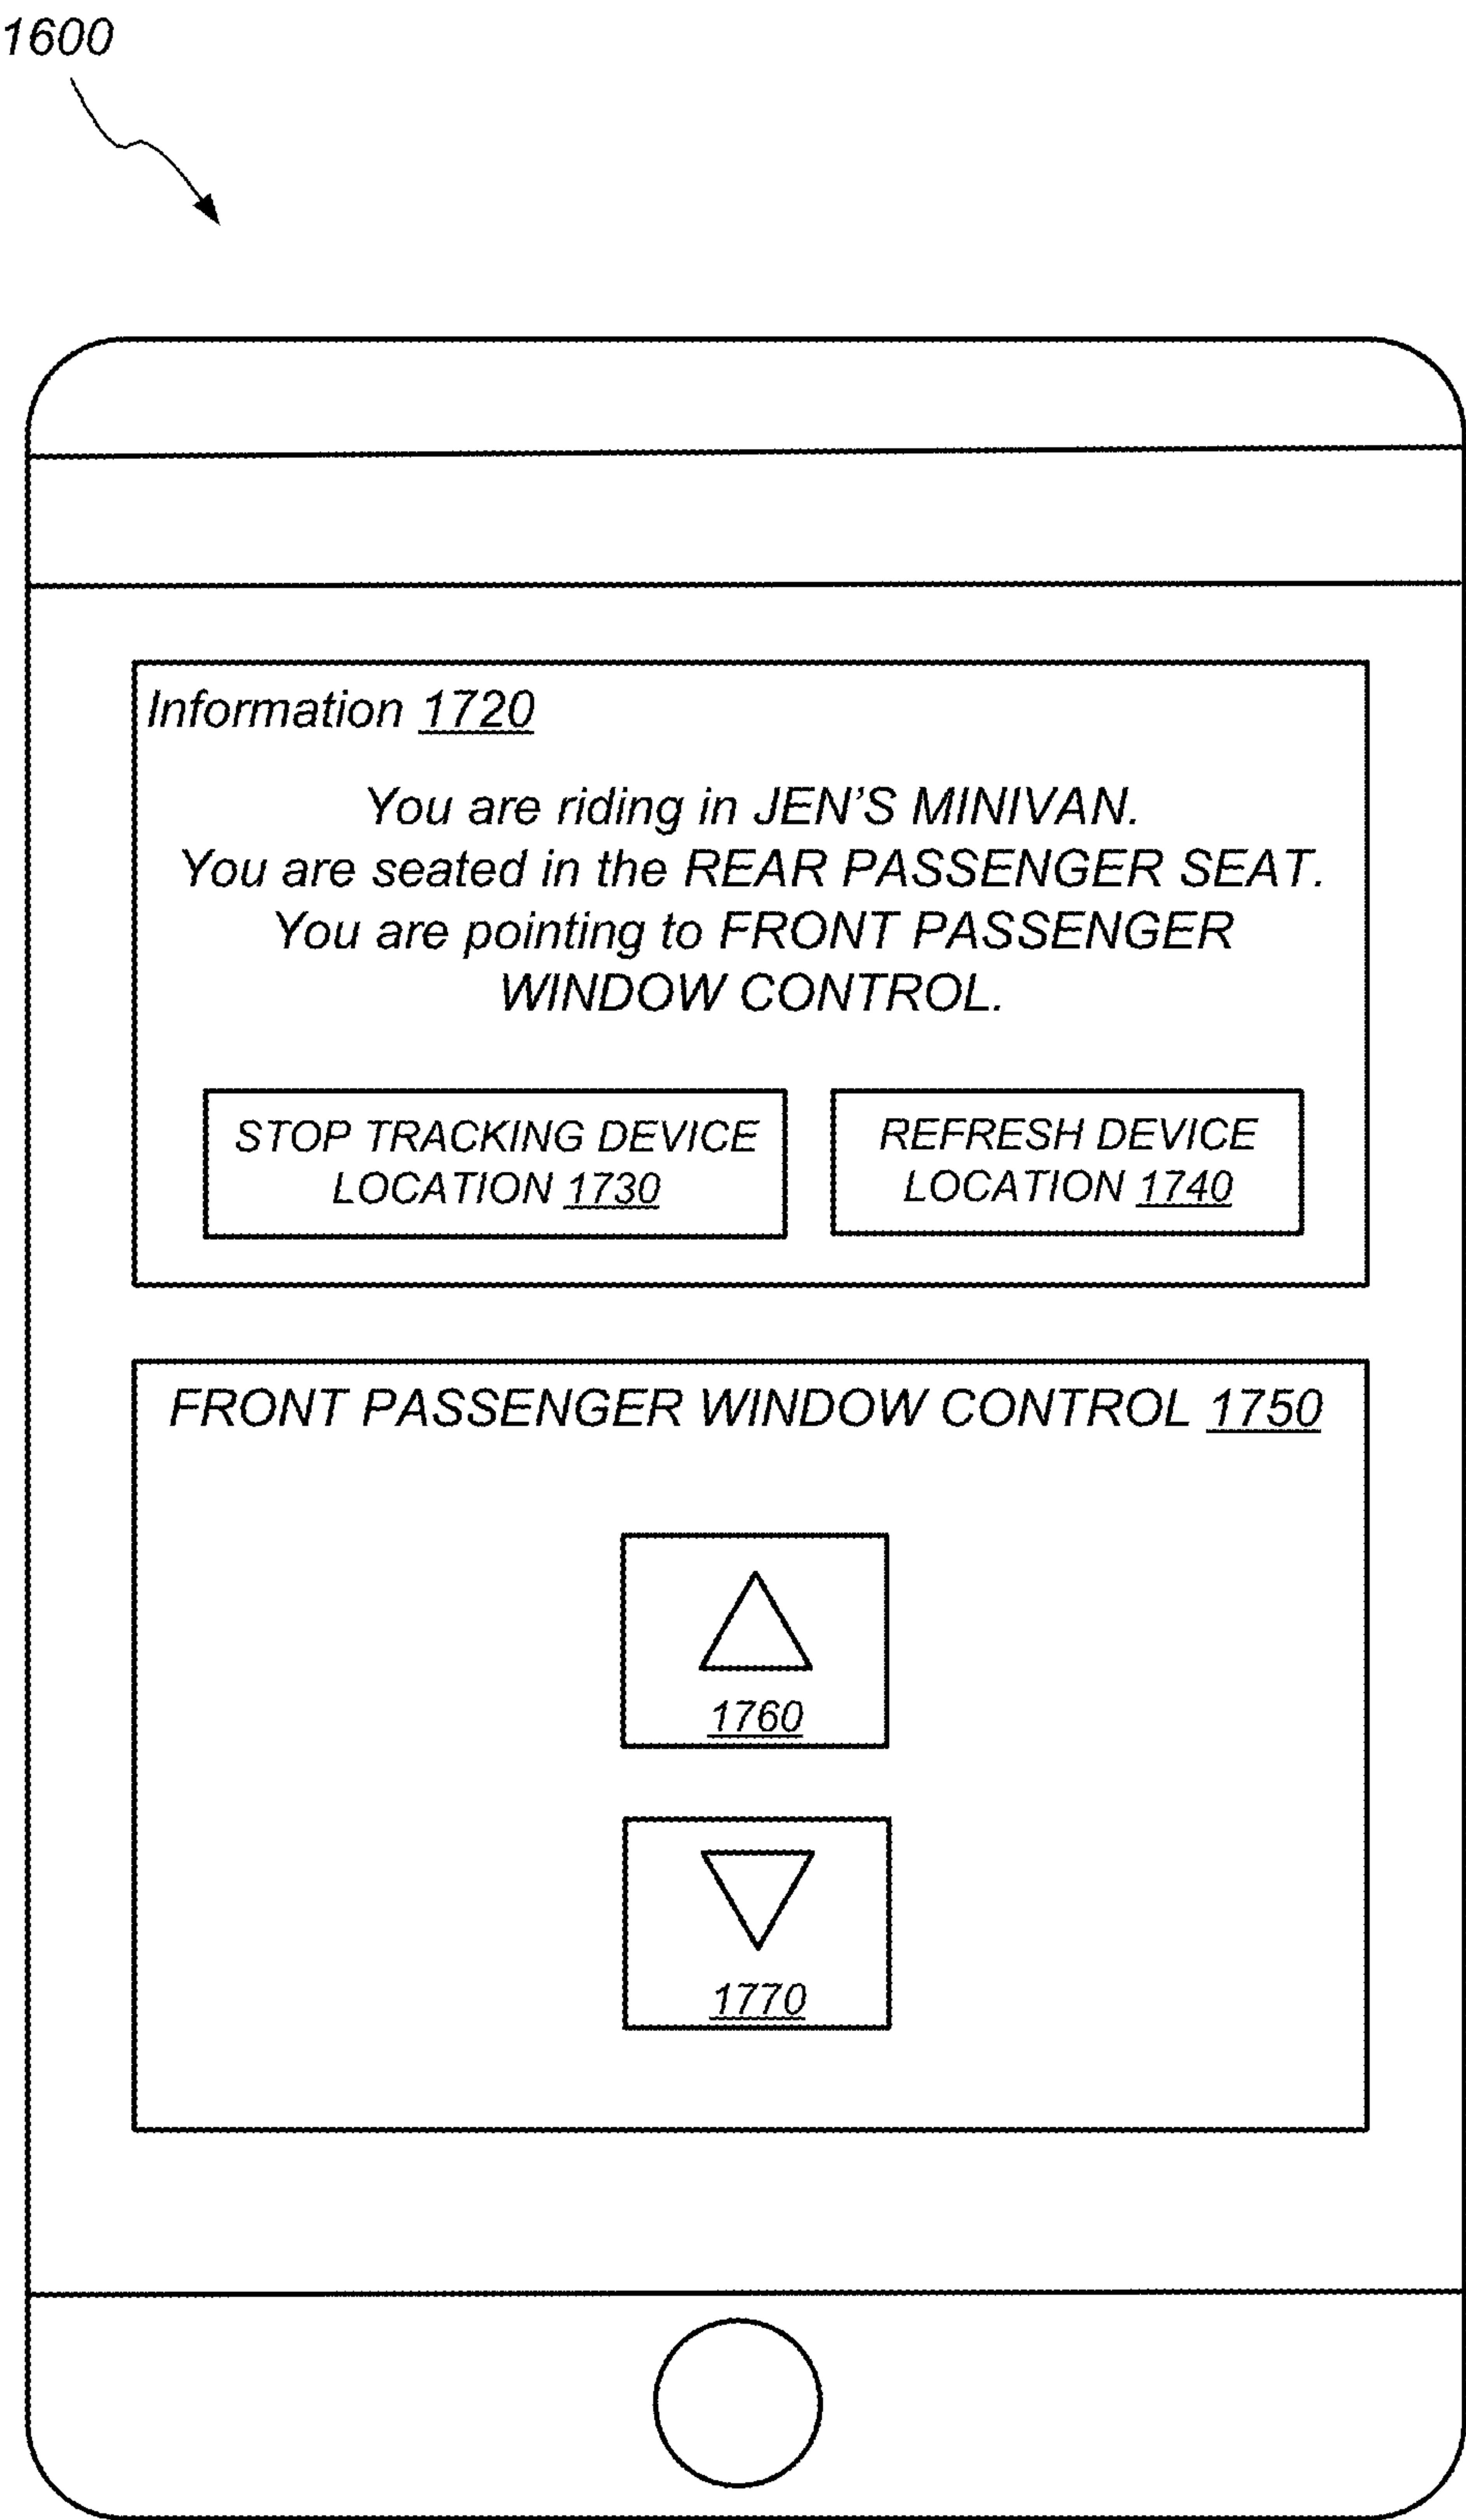 1600
Information 1720
You are riding in JEN'S MINIVAN.
You are seated in the REAR PASSENGER SEAT.
You are pointing to FRONT PASSENGER
WINDOW CONTROL.
STOP TRACKING DEVICE
LOCATION 1730
REFRESH DEVICE
LOCATION 1740
FRONT PASSENGER WINDOW CONTROL 1750
1760
1770